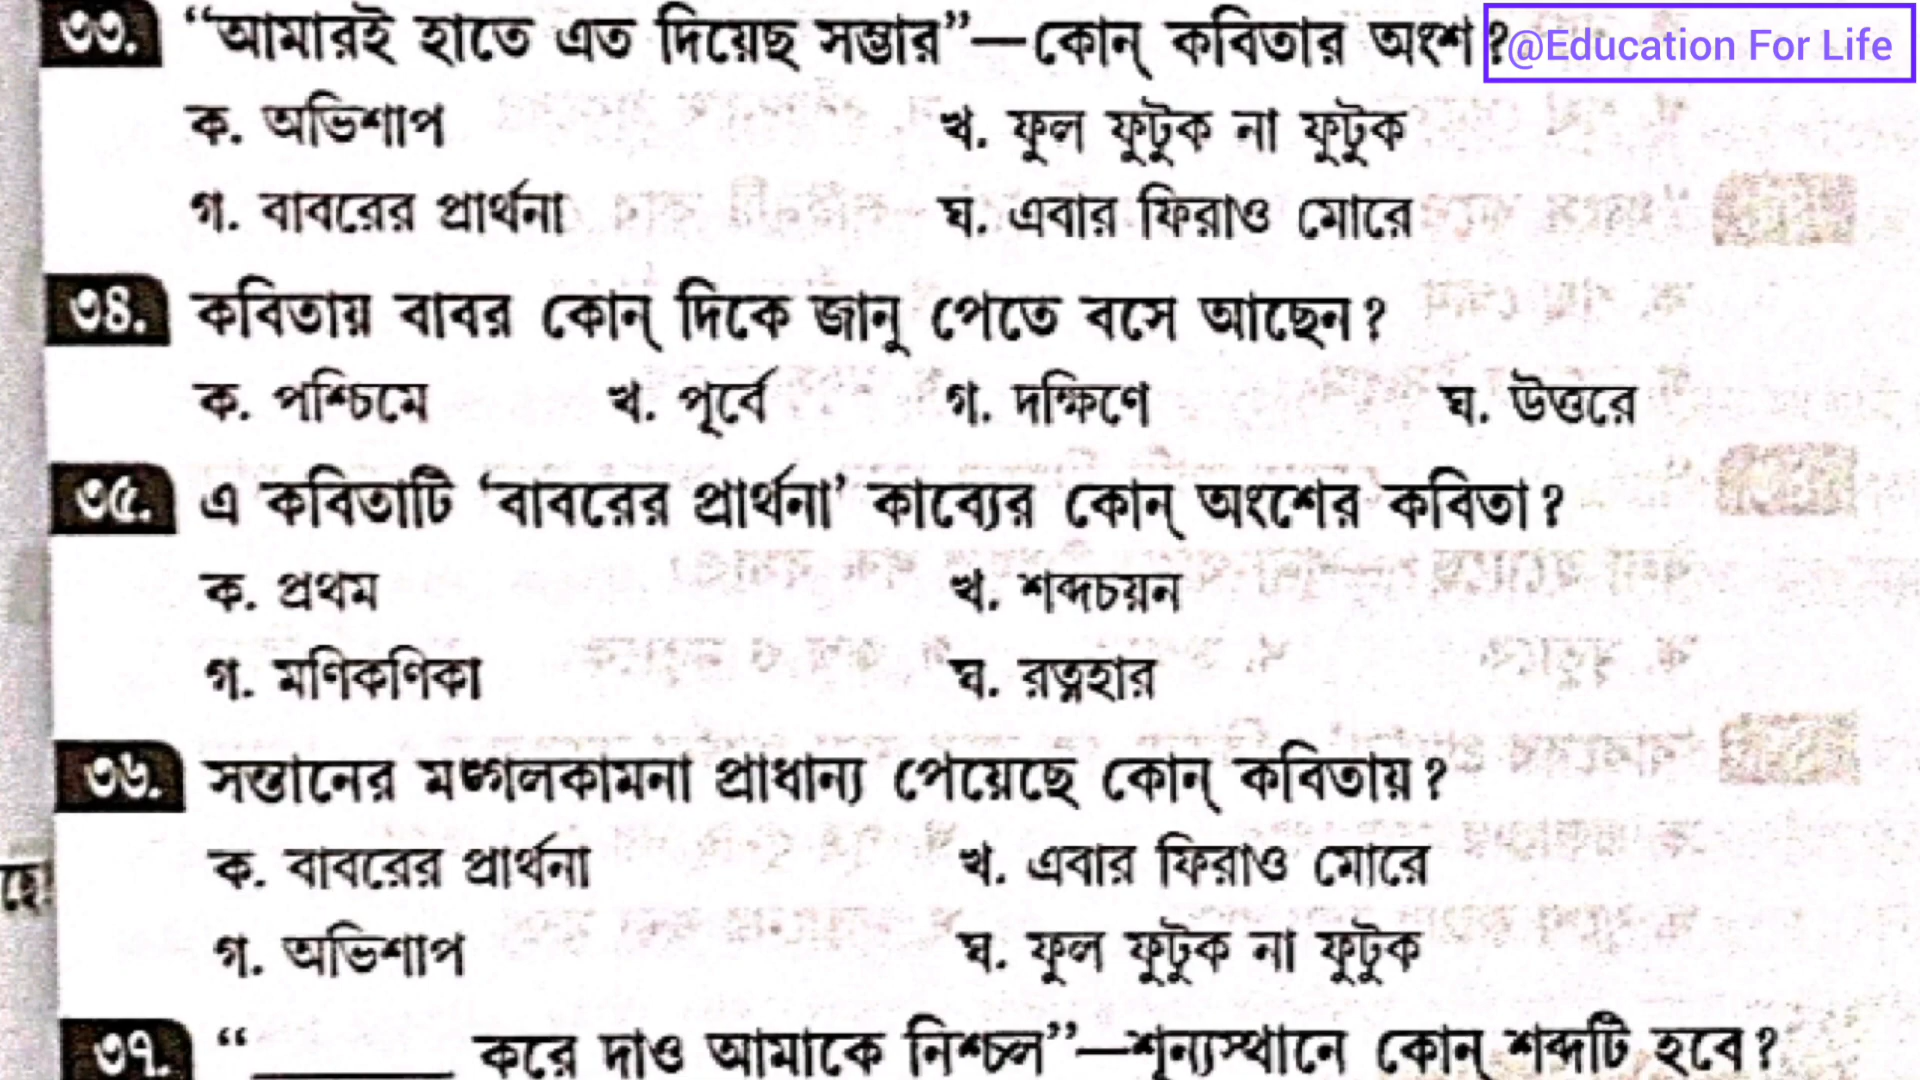 ৩৩. “আমারই হাতে এত দিয়েছ সম্ভার”—কোন্ কবিতার অংশ?
@Education For Life
ক. অভিশাপ খ. ফুল ফুটুক না ফুটুক
গ. বাবরের প্রার্থনা ঘ. এবার ফিরাও মোরে
৩৪. কবিতায় বাবর কোন্ দিকে জানু পেতে বসে আছেন?
ক. পশ্চিমে খ. পূর্বে গ. দক্ষিণে ঘ. উত্তরে
৩৫. এ কবিতাটি ‘বাবরের প্রার্থনা’ কাব্যের কোন্ অংশের কবিতা?
ক. প্রথম খ. শব্দচয়ন
গ. মণিকণিকা ঘ. রত্নহার
৩৬. সন্তানের মঙ্গলকামনা প্রাধান্য পেয়েছে কোন্ কবিতায়?
ক. বাবরের প্রার্থনা খ. এবার ফিরাও মোরে
ছে!
গ. অভিশাপ ঘ. ফুল ফুটুক না ফুটুক
৩৭. “______ করে দাও আমাকে নিশ্চল”—শূন্যস্থানে কোন্ শব্দটি হবে?